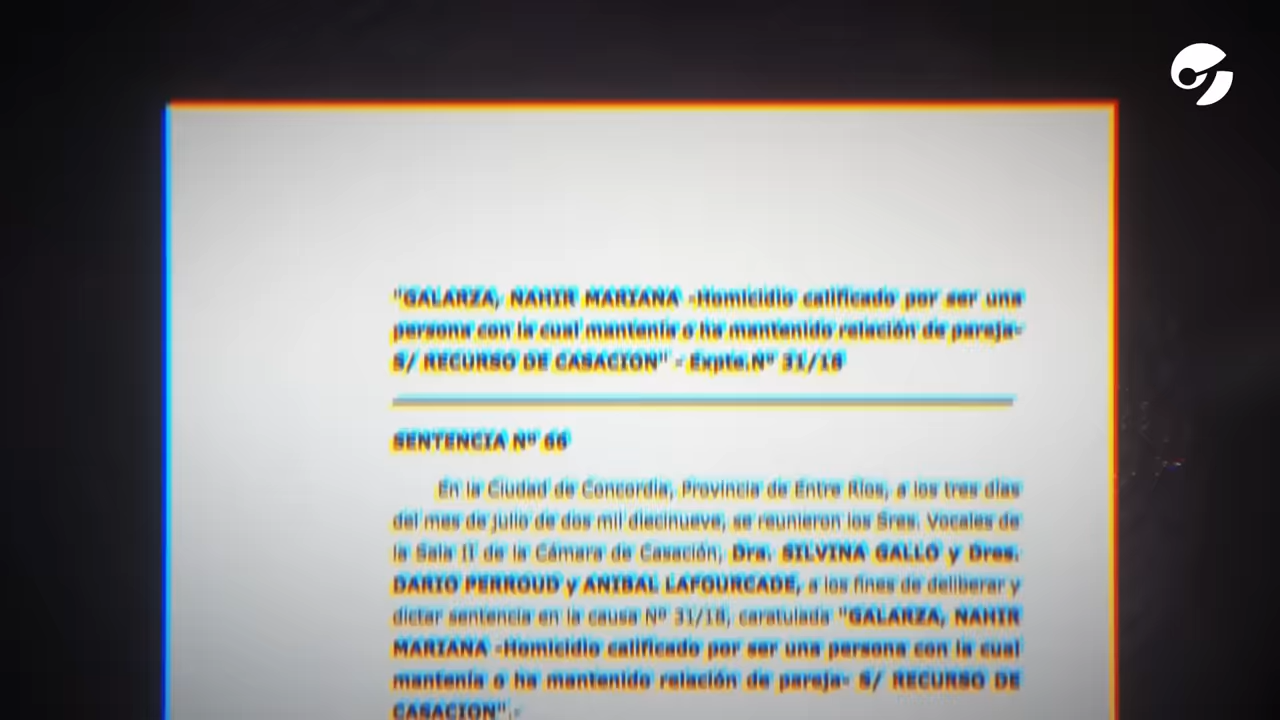 "GALARZA, NAHIR MARIANA -Homicidio calificado por ser una
persona con la cual mantenía o ha mantenido relación de pareja-
S/ RECURSO DE CASACION" - Expte.Nº 31/18
SENTENCIA Nº 66
En la Ciudad de Concordia, Provincia de Entre Ríos, a los tres días
del mes de julio de dos mil diecinueve, se reunieron los Sres. Vocales de
la Sala II de la Cámara de Casación, Dra. SILVINA GALLO y Dres.
DARIO PERROUD y ANIBAL LAFOURCADE, a los fines de deliberar y
dictar sentencia en la causa Nº 31/18, caratulada "GALARZA, NAHIR
MARIANA -Homicidio calificado por ser una persona con la cual
mantenía o ha mantenido relación de pareja- S/ RECURSO DE
CASACION".-